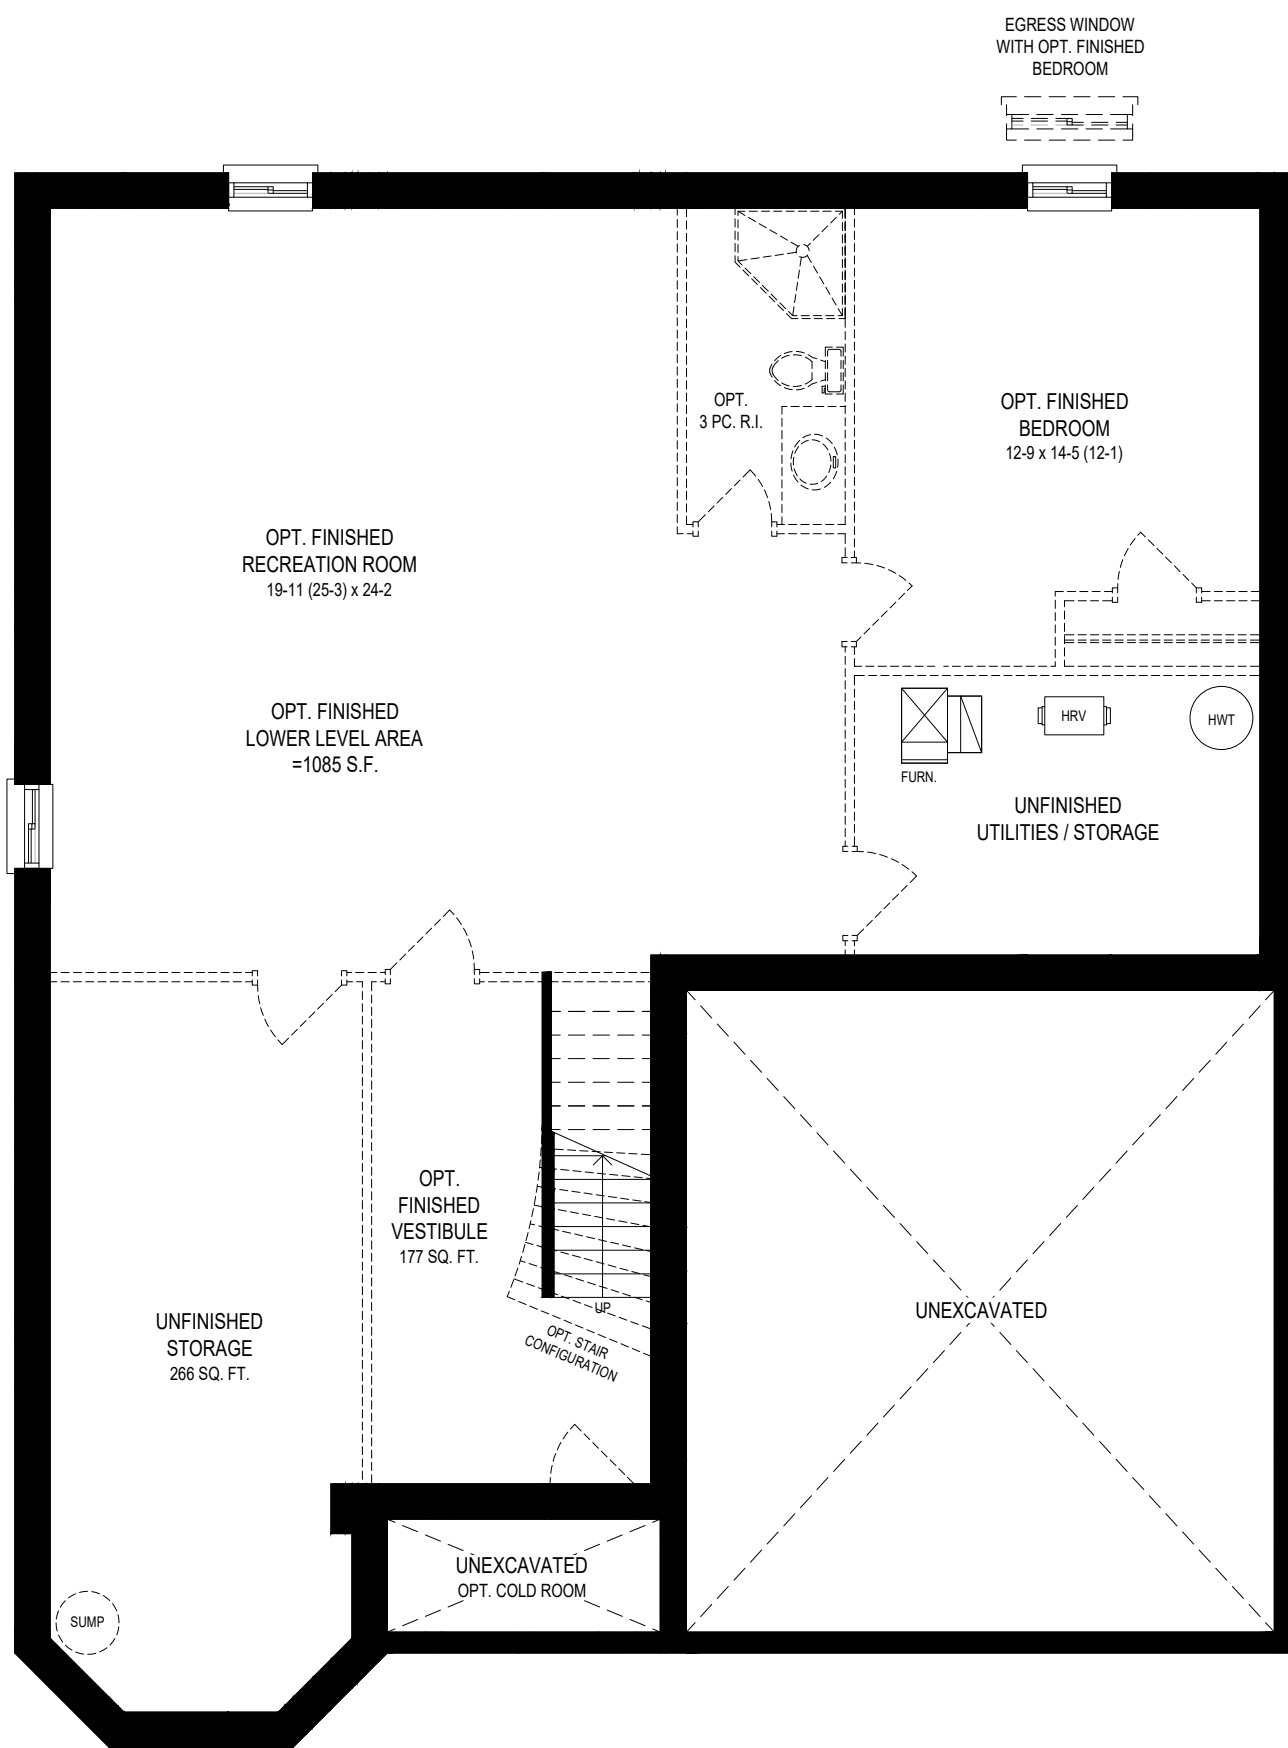 EGRESS WINDOW
WITH OPT. FINISHED
BEDROOM
OPT.
3 PC. R.I.
OPT. FINISHED
BEDROOM
12-9 x 14-5 (12-1)
OPT. FINISHED
RECREATION ROOM
19-11 (25-3) x 24-2
OPT. FINISHED
LOWER LEVEL AREA
=1085 S.F.
FURN.
HRV
HWT
UNFINISHED
UTILITIES / STORAGE
OPT.
FINISHED
VESTIBULE
177 SQ. FT.
UP
OPT. STAIR
CONFIGURATION
UNFINISHED
STORAGE
266 SQ. FT.
UNEXCAVATED
UNEXCAVATED
OPT. COLD ROOM
SUMP